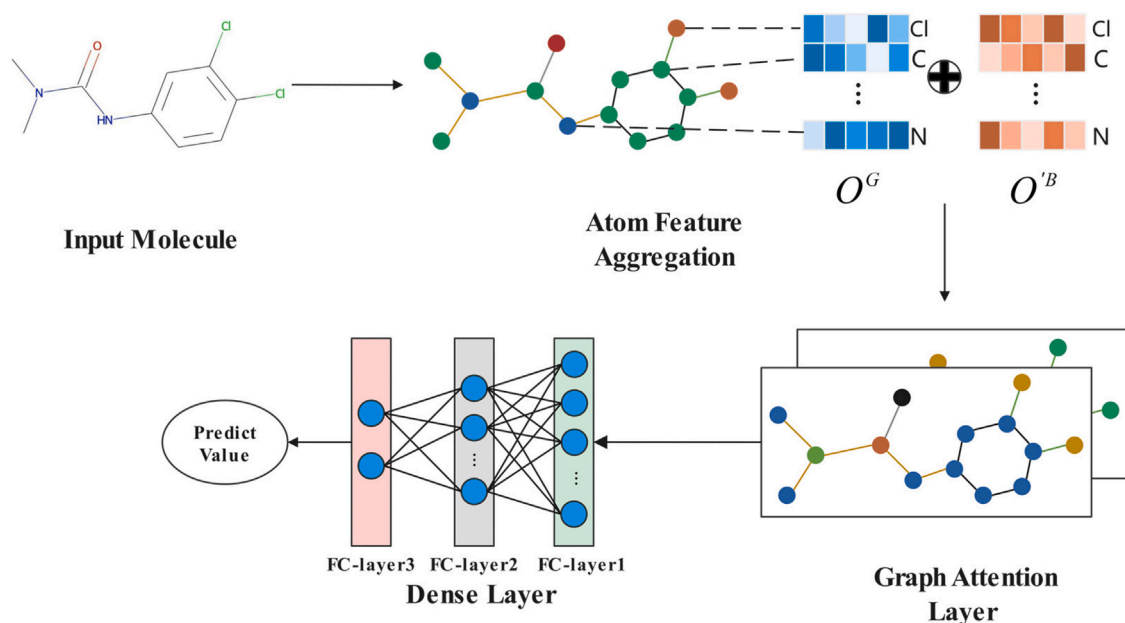 Cl
O
Cl
N
HN
Input Molecule
Atom Feature
Aggregation
Cl
C
⋮
N
O^G
Cl
C
⋮
N
O'^B
Predict
Value
...
...
FC-layer3
FC-layer2
FC-layer1
Dense Layer
Graph Attention
Layer